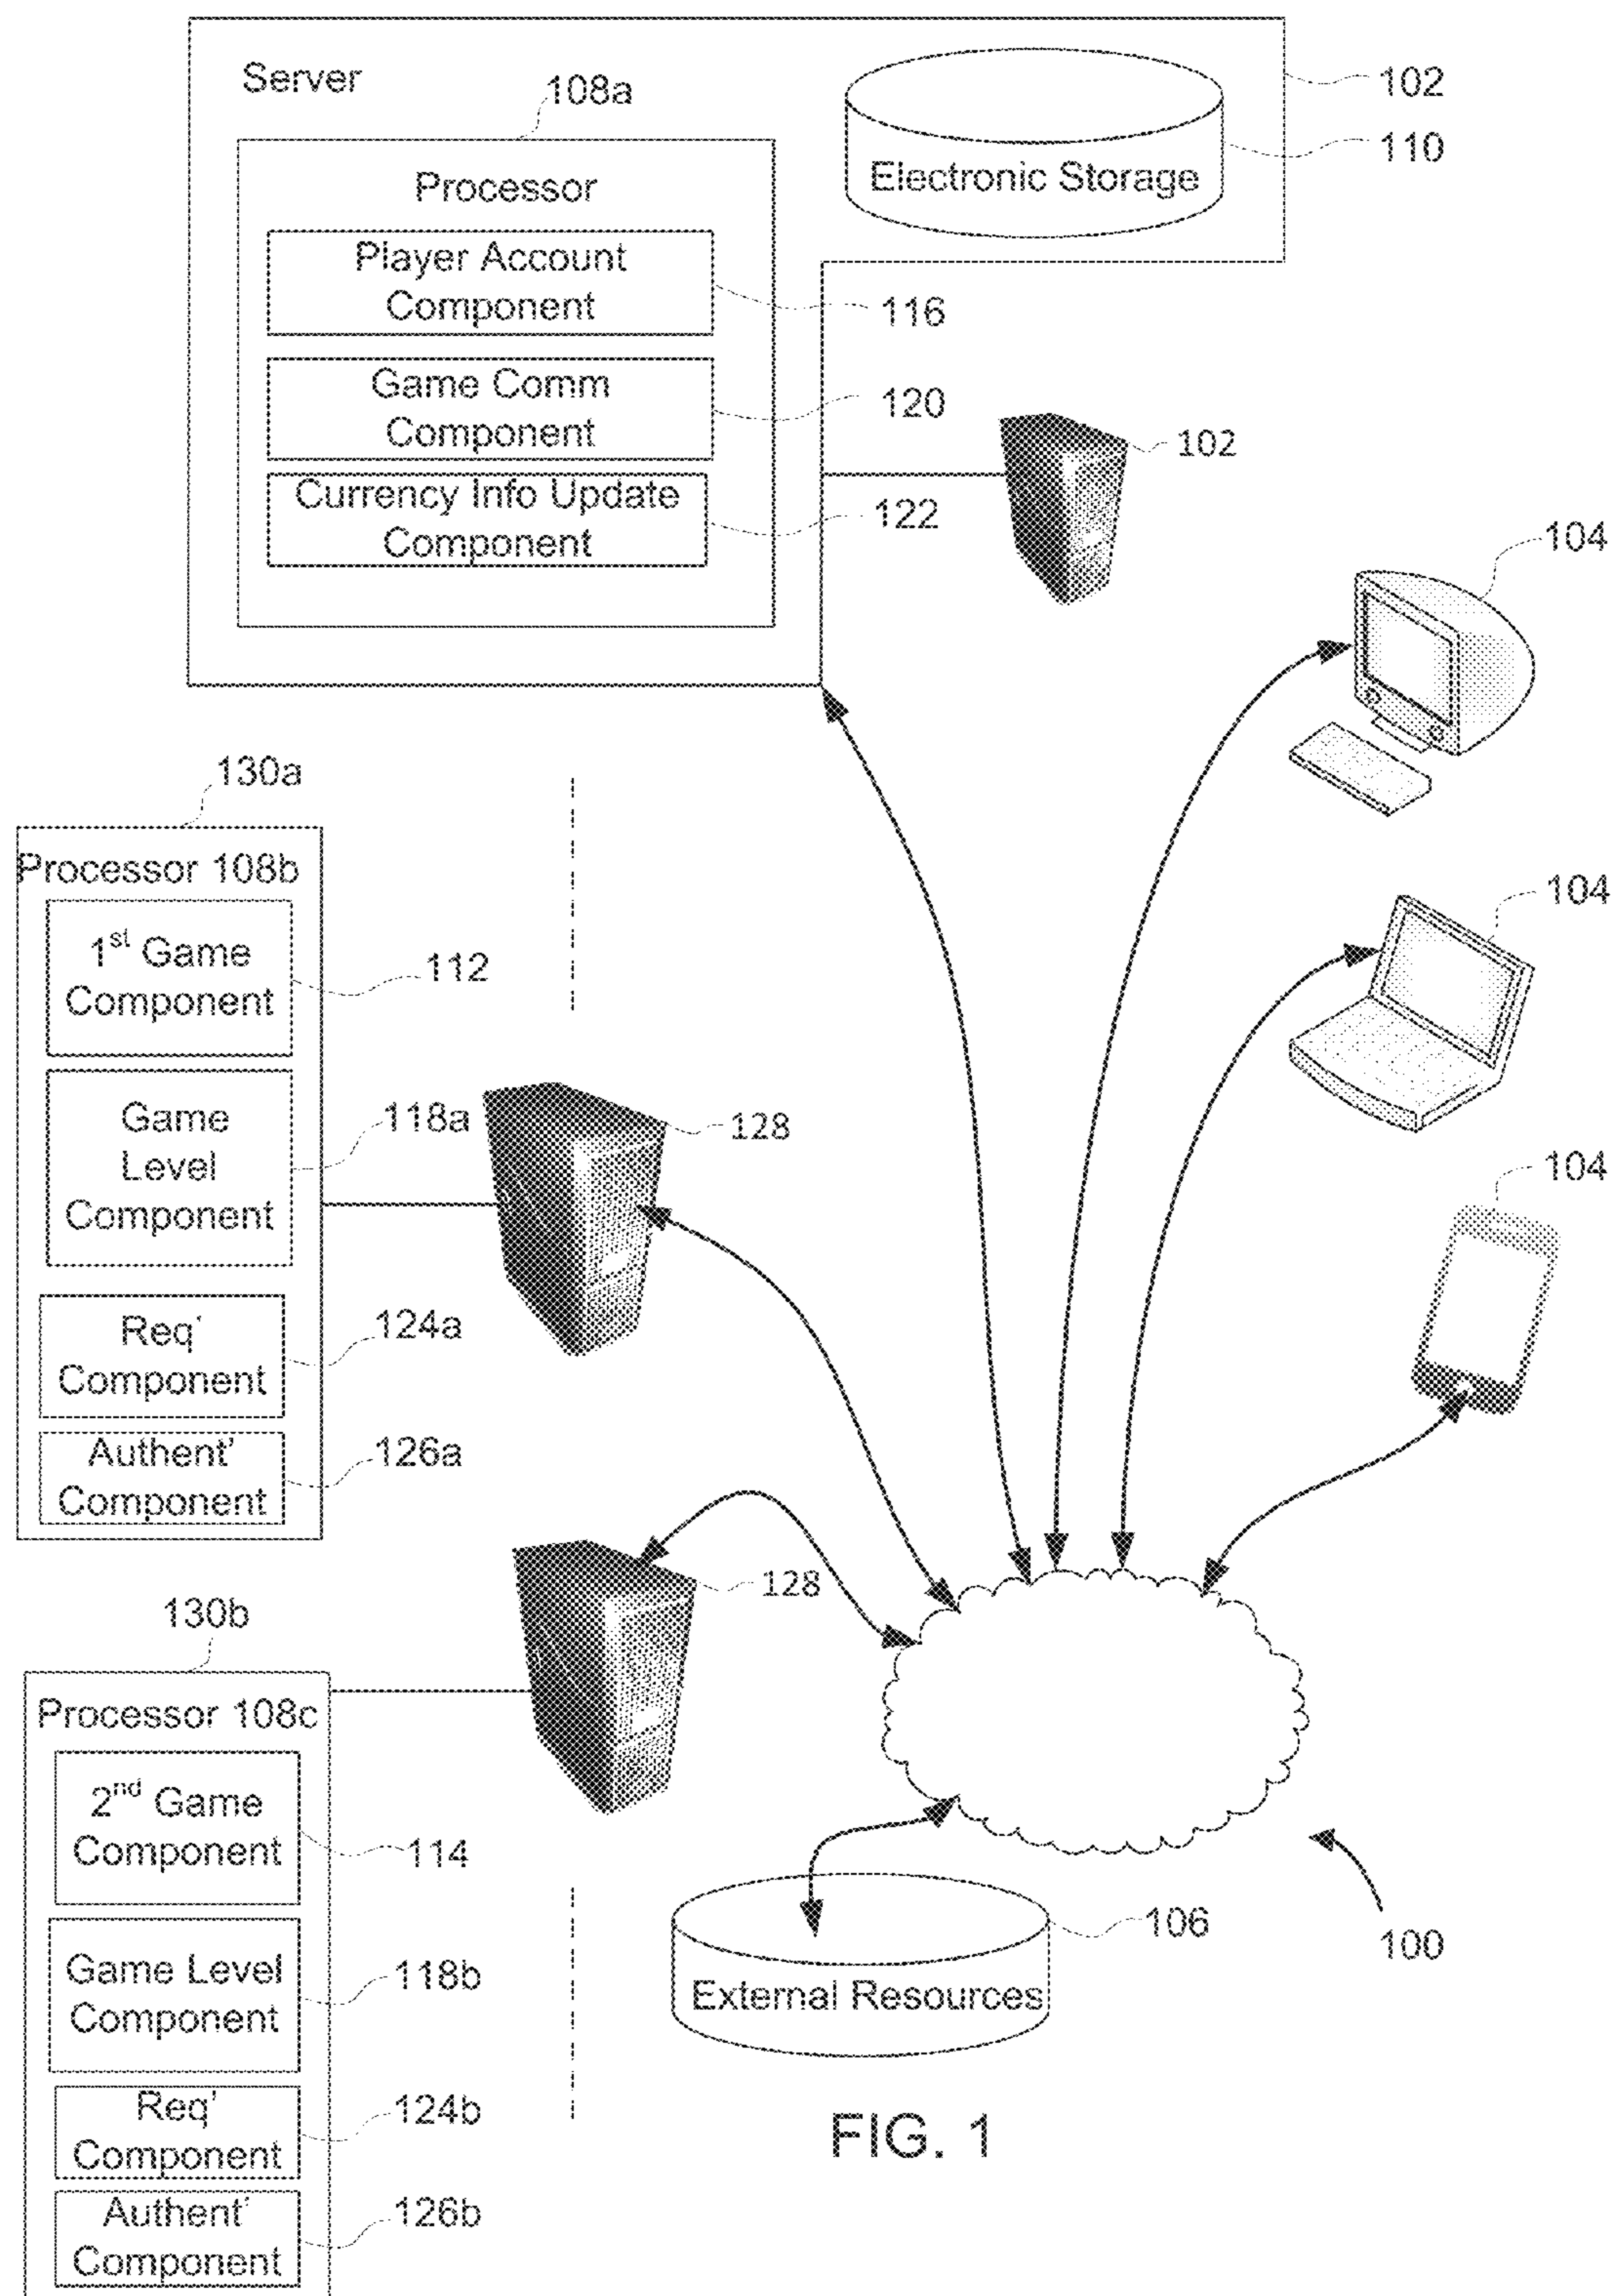 Server
108a
102
110
Electronic Storage
Processor
Player Account
Component
116
Game Comm
Component
120
Currency Info Update
Component
122
102
104
130a
Processor 108b
1st Game
Component
112
104
Game
Level
Component
118a
128
104
Req'
Component
124a
Authent'
Component
126a
128
130b
Processor 108c
2nd Game
Component
114
Game Level
Component
118b
106
External Resources
100
Req'
Component
124b
FIG. 1
Authent'
Component
126b